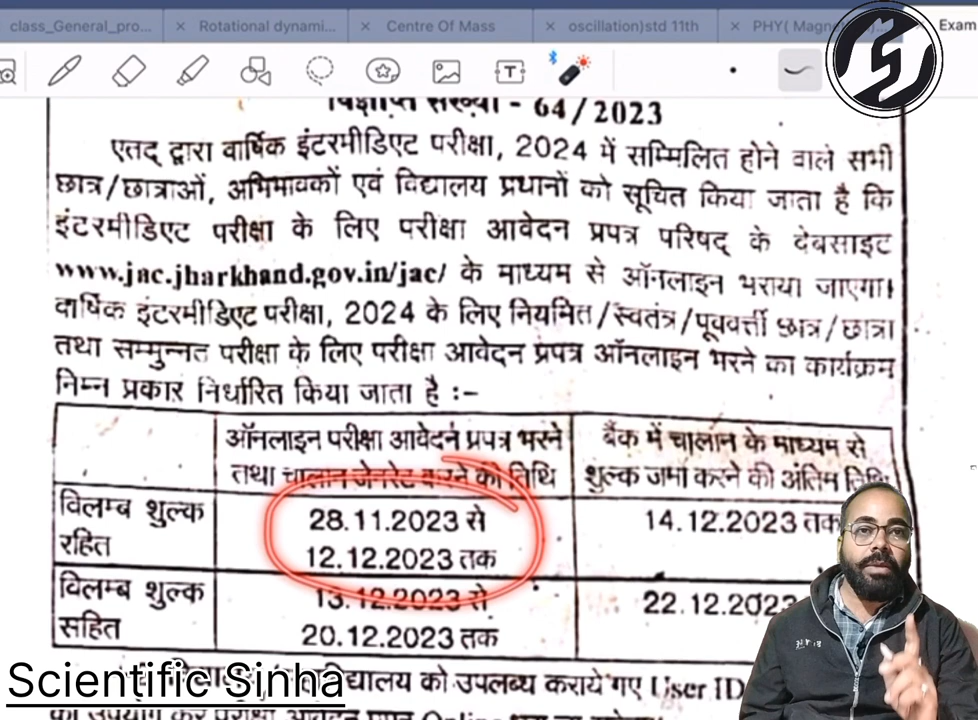 class_General_pro...
× Rotational dynami...
× Centre Of Mass
× oscillation)std 11th
× PHY( Magne
Exam
T
विज्ञप्ति संख्या - 64/2023
एतद् द्वारा वार्षिक इंटरमीडिएट परीक्षा, 2024 में सम्मिलित होने वाले सभी
छात्र/छात्राओं, अभिभावकों एवं विद्यालय प्रधानों को सूचित किया जाता है कि
इंटरमीडिएट परीक्षा के लिए परीक्षा आवेदन प्रपत्र परिषद् के वेबसाइट
www.jac.jharkhand.gov.in/jac/ के माध्यम से ऑनलाइन भराया जाएगा।
वार्षिक इंटरमीडिएट परीक्षा, 2024 के लिए नियमित/स्वतंत्र/पूववर्त्ती छात्र/छात्रा
तथा सम्मुन्नत परीक्षा के लिए परीक्षा आवेदन प्रपत्र ऑनलाइन भरने का कार्यक्रम
निम्न प्रकार निर्धारित किया जाता है :-
ऑनलाइन परीक्षा आवेदन प्रपत्र भरने
तथा चालान जेनरेट करने की तिथि
बैंक में चालान के माध्यम से
शुल्क जमा करने की अंतिम तिथि
विलम्ब शुल्क
रहित
28.11.2023 से
12.12.2023 तक
14.12.2023 तक
विलम्ब शुल्क
सहित
13.12.2023 से
20.12.2023 तक
22.12.2023
को उपलब्ध कराये गए User ID
Scientific Sinha